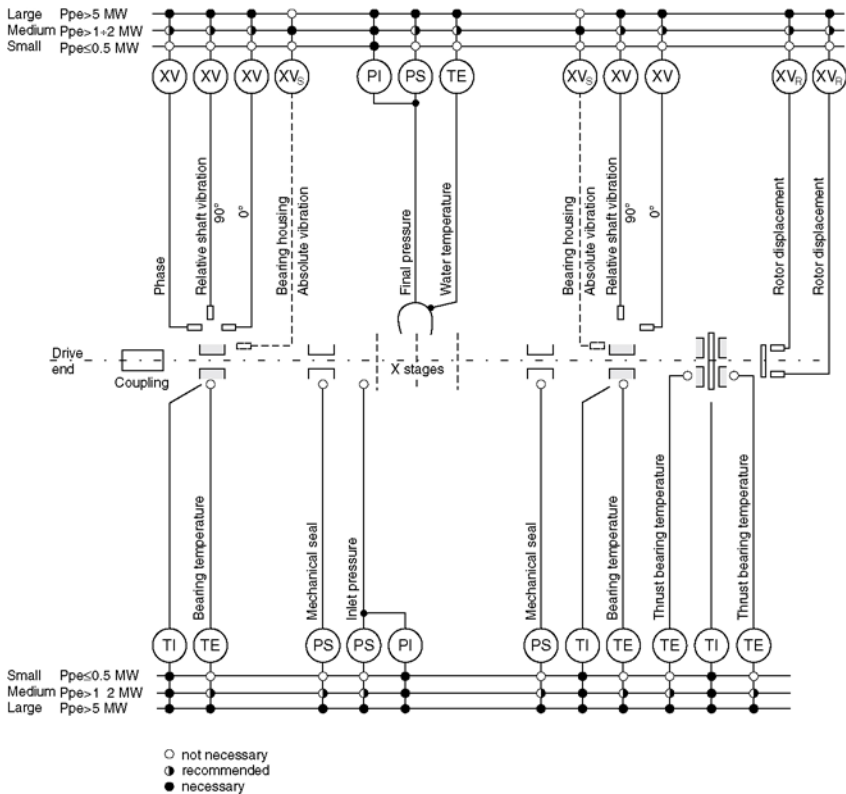 Large Ppe>5 MW
Medium Ppe>1÷2 MW
Small Ppe≤0.5 MW
XV XV XV XVS PI PS TE XVS XV XV XVR XVR
Phase
Relative shaft vibration
90°
0°
Bearing housing
Absolute vibration
Final pressure
Water temperature
Bearing housing
Absolute vibration
Relative shaft vibration
90°
0°
Rotor displacement
Rotor displacement
Drive
end
Coupling
X stages
Bearing temperature
Mechanical seal
Inlet pressure
Mechanical seal
Bearing temperature
Thrust bearing temperature
Thrust bearing temperature
TI TE PS PS PI PS TI TE TE TI TE
Small Ppe≤0.5 MW
Medium Ppe>1 2 MW
Large Ppe>5 MW
not necessary
recommended
necessary